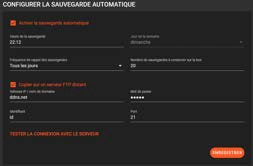 CONFIGURER LA SAUVEGARDE AUTOMATIQUE
Activer la sauvegarde automatique
Heure de la sauvegarde
Jour de la semaine
22:12
dimanche
Fréquence de rappel des sauvegardes
Nombre de sauvegardes à conserver sur la box
Tous les jours
20
Copier sur un serveur FTP distant
Adresse IP / nom de domaine
Mot de passe
ddns.net
•••••
Identifiant
Port
id
21
TESTER LA CONNEXION AVEC LE SERVEUR
ENREGISTRER